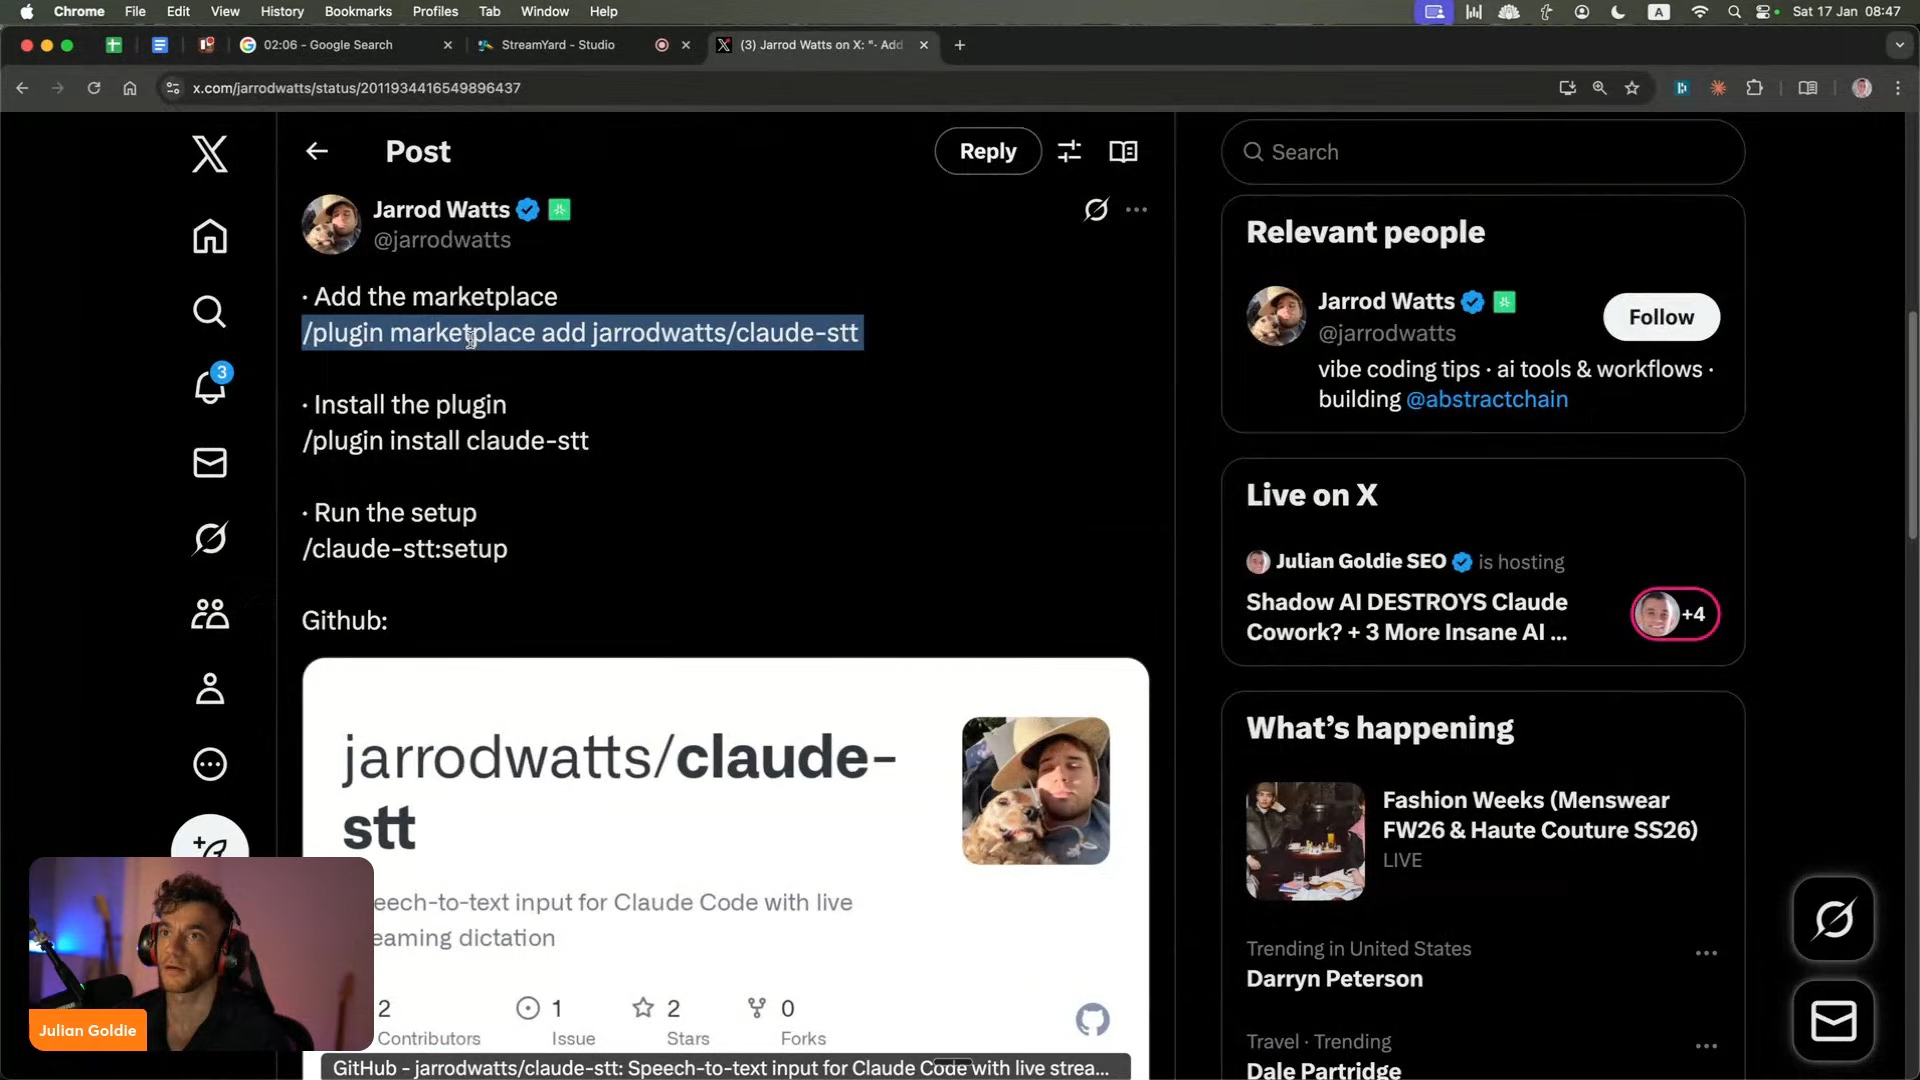 Chrome File Edit View History Bookmarks Profiles Tab Window Help
A
Sat 17 Jan 08:47
02:06 - Google Search
StreamYard - Studio
(3) Jarrod Watts on X: "· Add
x.com/jarrodwatts/status/2011934416549896437
Post
Reply
Jarrod Watts
@jarrodwatts
· Add the marketplace
/plugin marketplace add jarrodwatts/claude-stt
· Install the plugin
/plugin install claude-stt
· Run the setup
/claude-stt:setup
Github:
jarrodwatts/claude-
stt
eech-to-text input for Claude Code with live
eaming dictation
2
Contributors
1
Issue
2
Stars
0
Forks
GitHub - jarrodwatts/claude-stt: Speech-to-text input for Claude Code with live strea...
3
Julian Goldie
Search
Relevant people
Jarrod Watts
@jarrodwatts
Follow
vibe coding tips · ai tools & workflows ·
building @abstractchain
Live on X
Julian Goldie SEO is hosting
Shadow AI DESTROYS Claude
Cowork? + 3 More Insane AI ...
+4
What's happening
Fashion Weeks (Menswear
FW26 & Haute Couture SS26)
LIVE
Trending in United States
Darryn Peterson
Travel · Trending
Dale Partridge